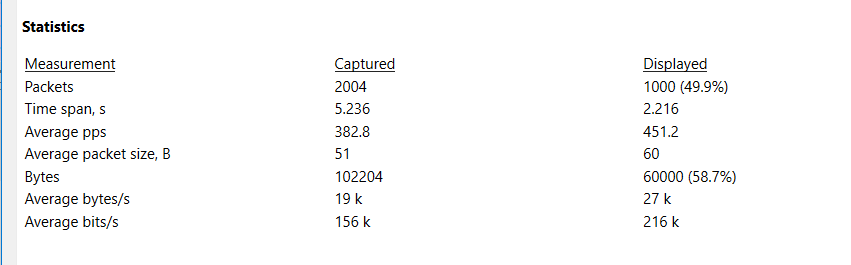 Statistics
Measurement Captured Displayed
Packets 2004 1000 (49.9%)
Time span, s 5.236 2.216
Average pps 382.8 451.2
Average packet size, B 51 60
Bytes 102204 60000 (58.7%)
Average bytes/s 19 k 27 k
Average bits/s 156 k 216 k